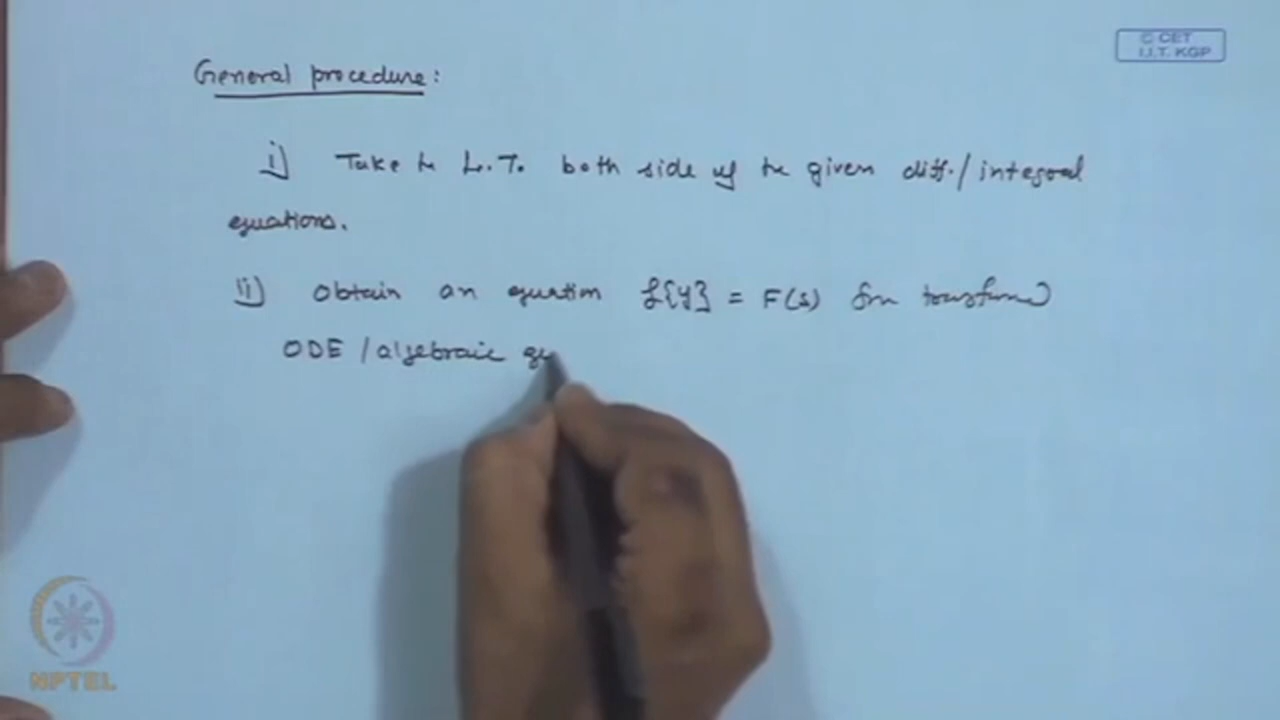 © CET
I.I.T. KGP
General procedure:
i) Take the L.T. both side of the given diff./integral
equations.
ii) Obtain an equation L{y} = F(s) from transformed
ODE / algebraic
NPTEL